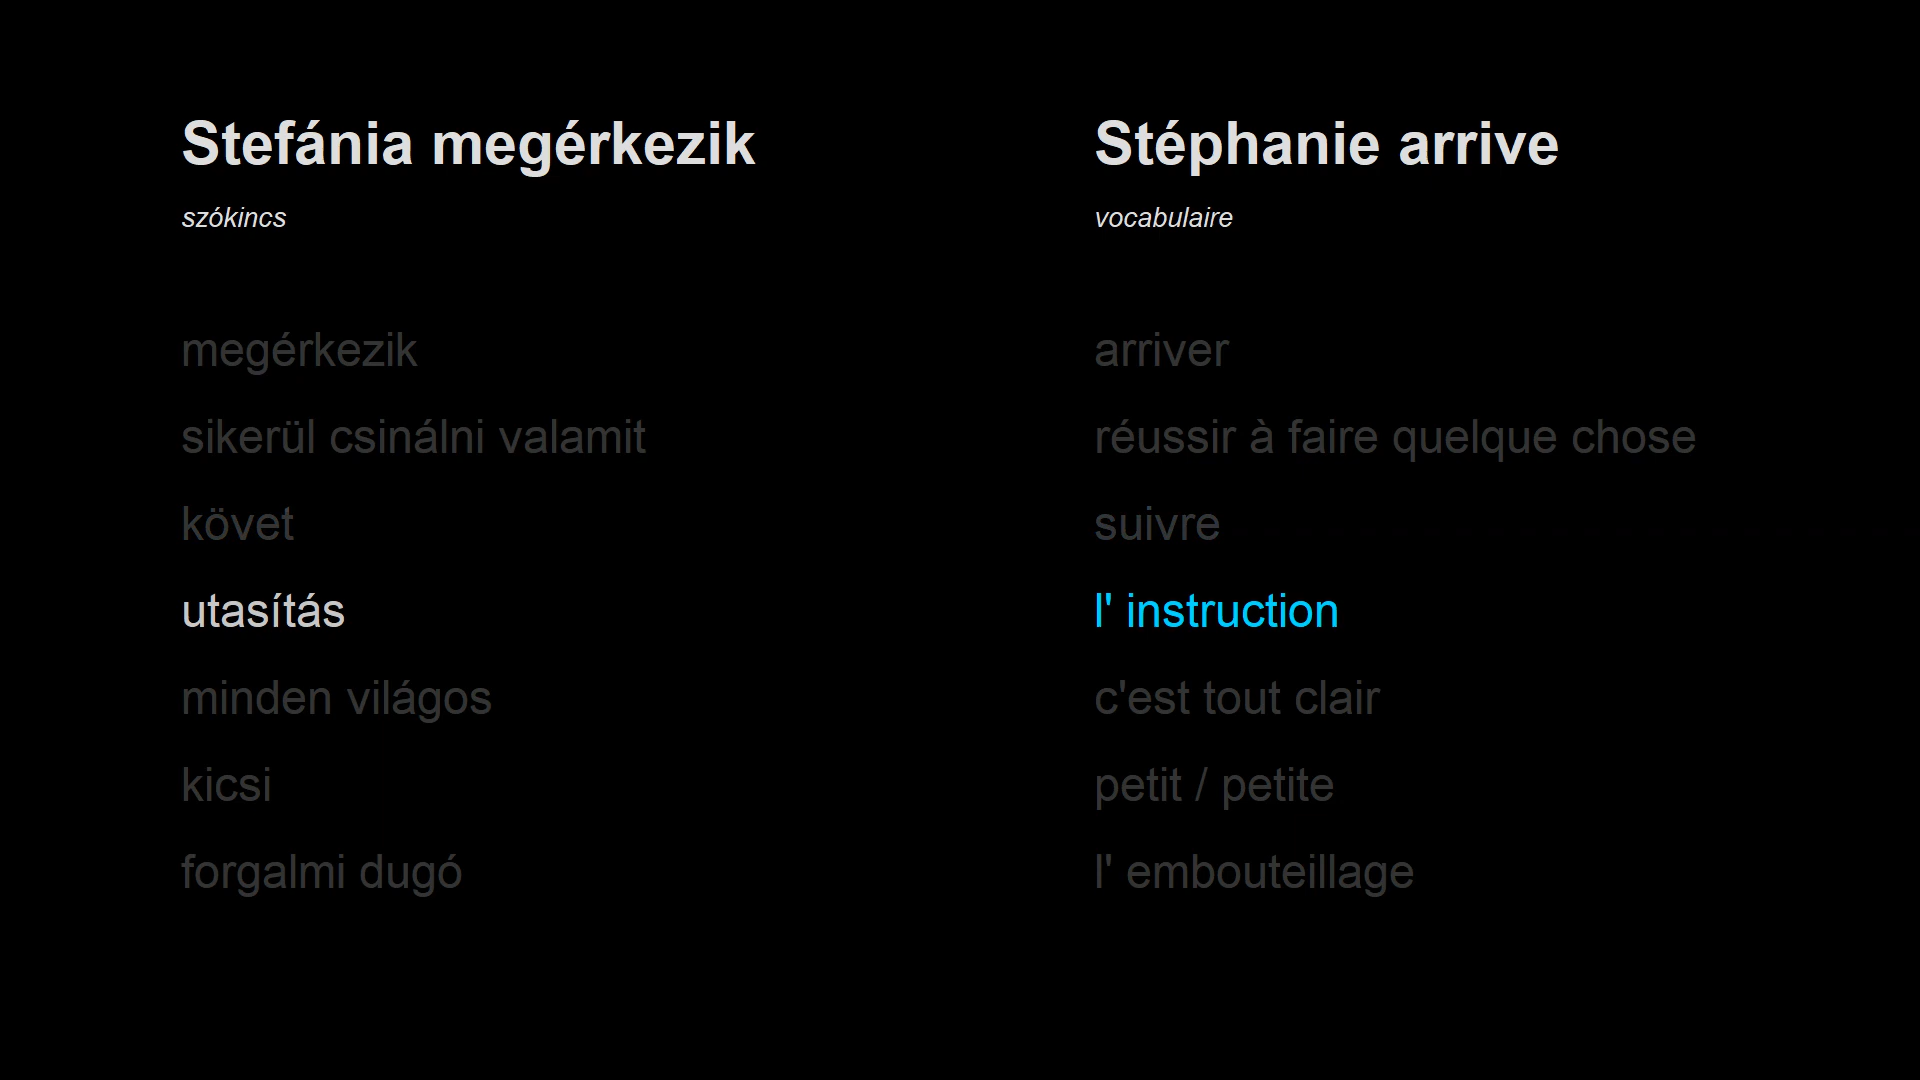 Stefánia megérkezik
szókincs
megérkezik
sikerül csinálni valamit
követ
utasítás
minden világos
kicsi
forgalmi dugó
Stéphanie arrive
vocabulaire
arriver
réussir à faire quelque chose
suivre
l' instruction
c'est tout clair
petit / petite
l' embouteillage